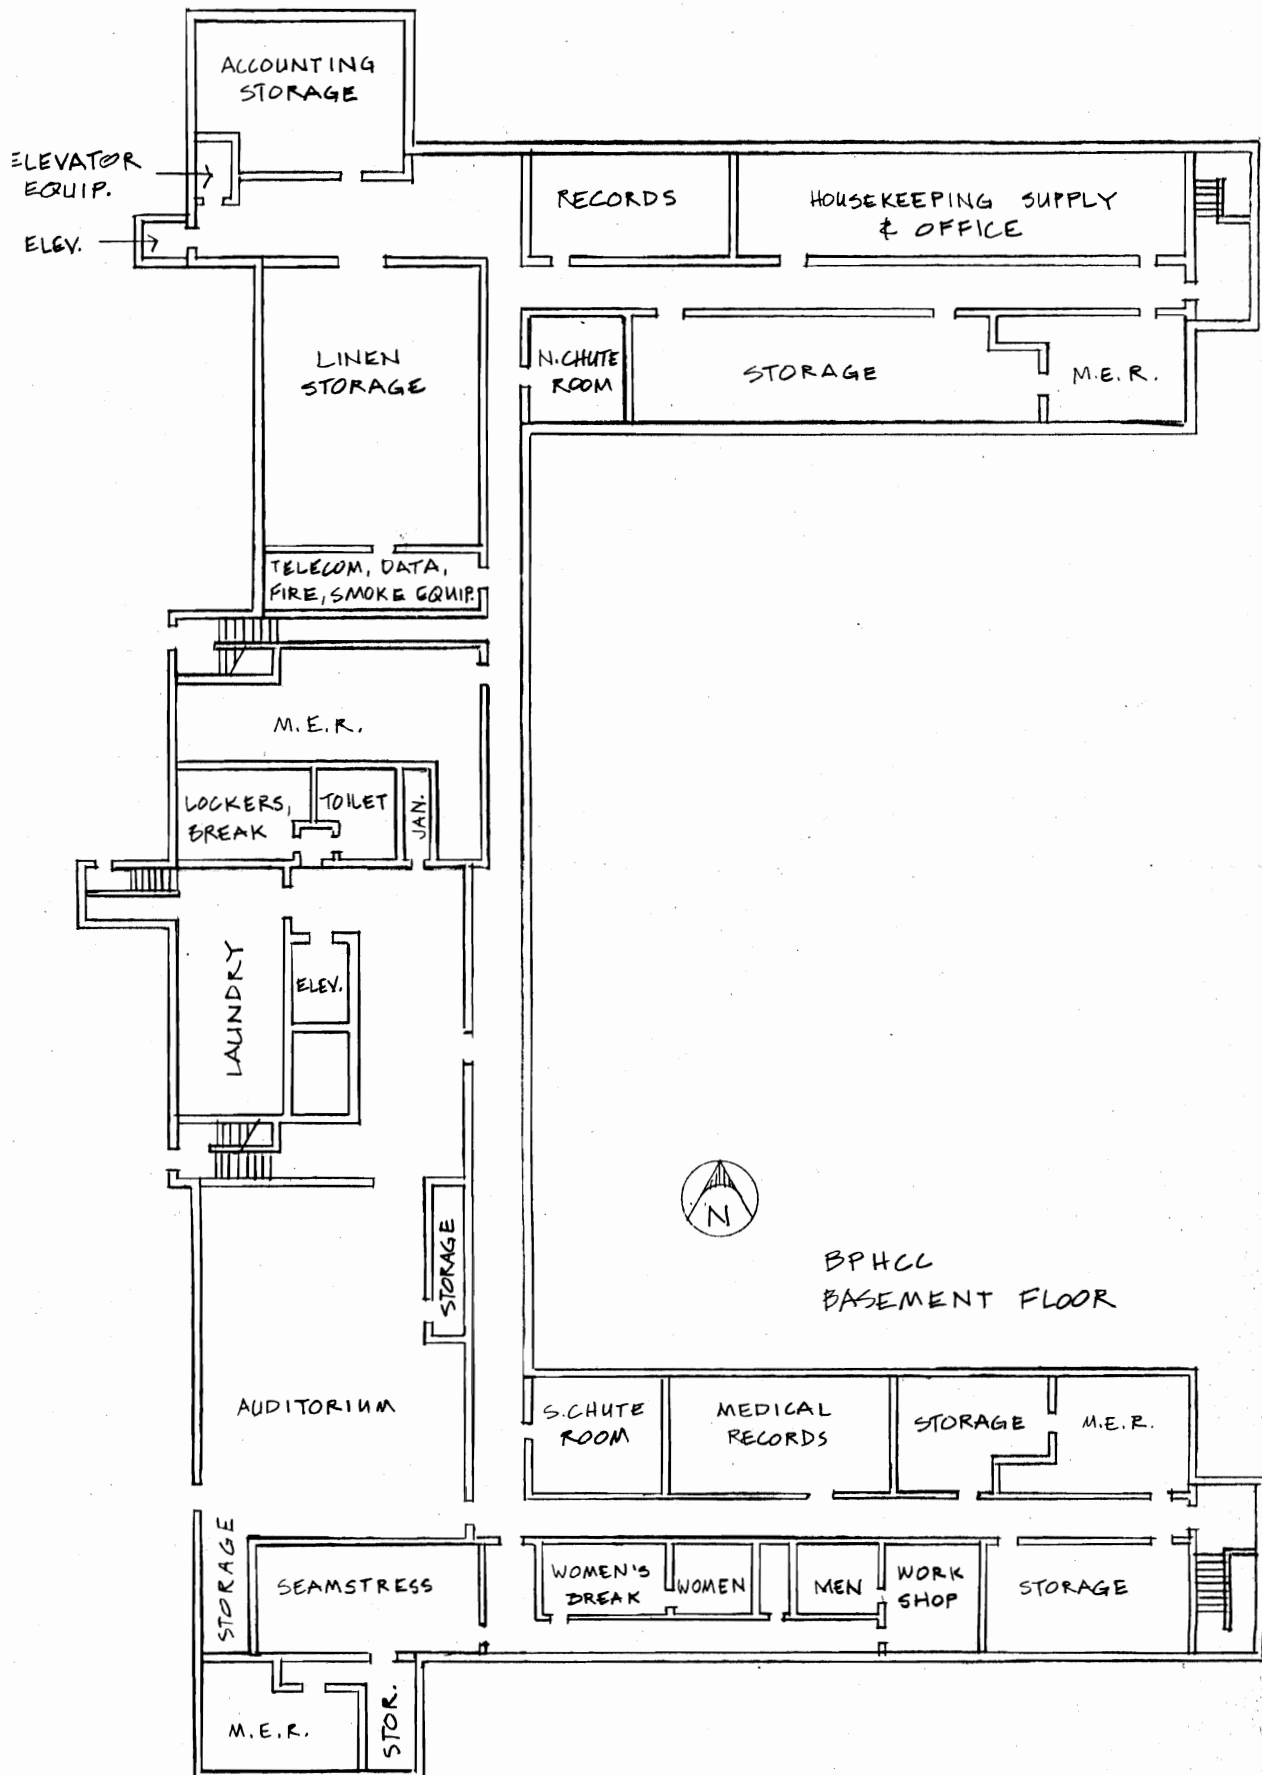 ACCOUNTING
STORAGE
ELEVATOR
EQUIP.
ELEV.
RECORDS
HOUSEKEEPING SUPPLY
& OFFICE
LINEN
STORAGE
N. CHUTE
ROOM
STORAGE
M.E.R.
TELECOM, DATA,
FIRE, SMOKE EQUIP.
M.E.R.
LOCKERS,
BREAK
TOILET
JAN.
LAUNDRY
ELEV.
N
BPHCC
BASEMENT FLOOR
STORAGE
AUDITORIUM
S. CHUTE
ROOM
MEDICAL
RECORDS
STORAGE
M.E.R.
STORAGE
SEAMSTRESS
WOMEN'S
BREAK
WOMEN
MEN
WORK
SHOP
STORAGE
M.E.R.
STOR.